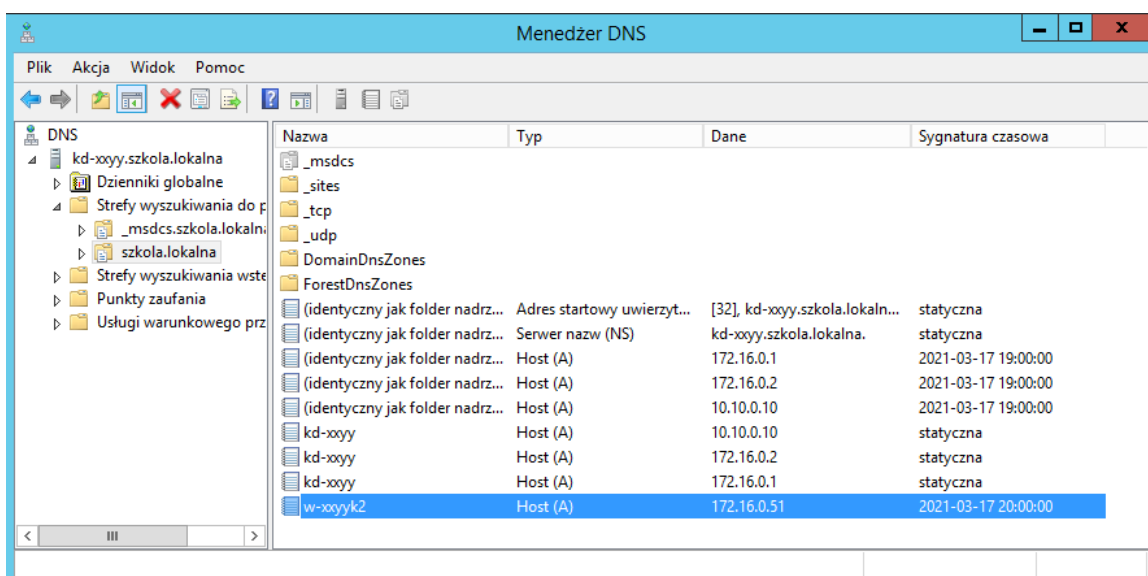 Menedżer DNS
Plik Akcja Widok Pomoc
DNS
kd-xxyy.szkola.lokalna
Dzienniki globalne
Strefy wyszukiwania do p
_msdcs.szkola.lokalna
szkola.lokalna
Strefy wyszukiwania wste
Punkty zaufania
Usługi warunkowego prz
Nazwa Typ Dane Sygnatura czasowa
_msdcs
_sites
_tcp
_udp
DomainDnsZones
ForestDnsZones
(identyczny jak folder nadrz... Adres startowy uwierzyt... [32], kd-xxyy.szkola.lokaln... statyczna
(identyczny jak folder nadrz... Serwer nazw (NS) kd-xxyy.szkola.lokalna. statyczna
(identyczny jak folder nadrz... Host (A) 172.16.0.1 2021-03-17 19:00:00
(identyczny jak folder nadrz... Host (A) 172.16.0.2 2021-03-17 19:00:00
(identyczny jak folder nadrz... Host (A) 10.10.0.10 2021-03-17 19:00:00
kd-xxyy Host (A) 10.10.0.10 statyczna
kd-xxyy Host (A) 172.16.0.2 statyczna
kd-xxyy Host (A) 172.16.0.1 statyczna
w-xxyyk2 Host (A) 172.16.0.51 2021-03-17 20:00:00